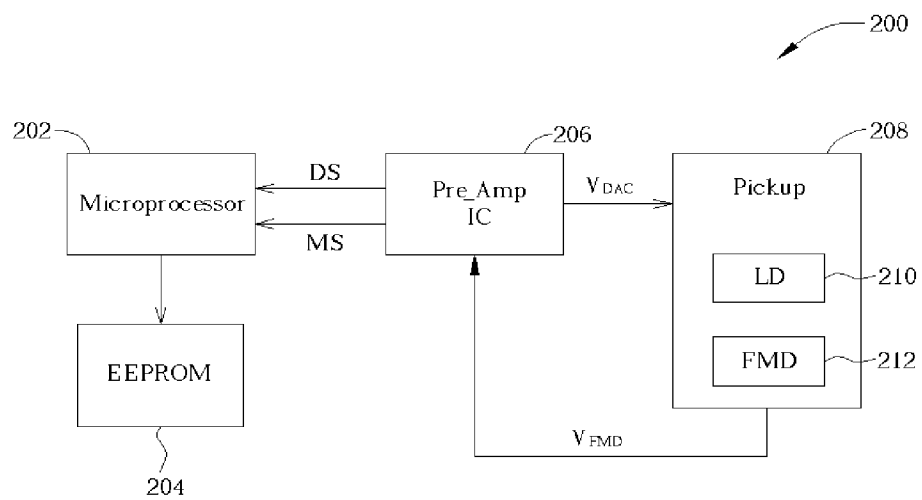 200
202
206
208
Microprocessor
DS
MS
Pre_Amp
IC
VDAC
Pickup
LD
210
FMD
212
EEPROM
204
VFMD